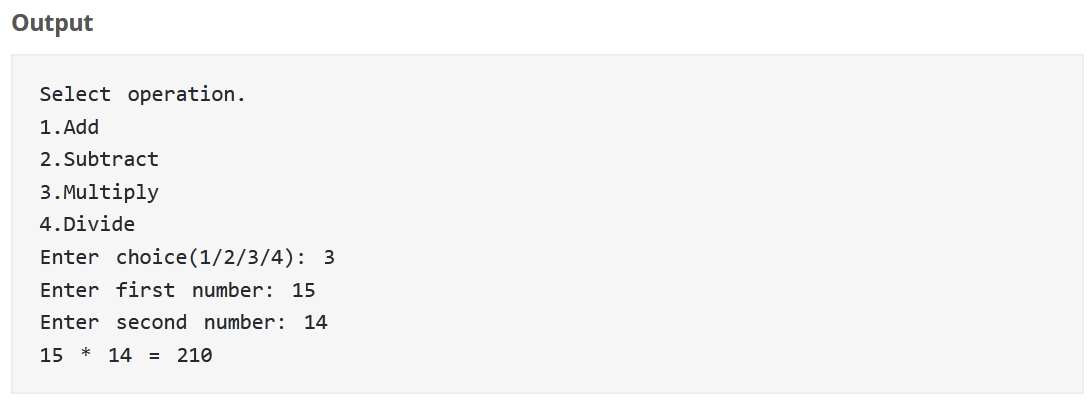 Output
Select operation.
1.Add
2.Subtract
3.Multiply
4.Divide
Enter choice(1/2/3/4): 3
Enter first number: 15
Enter second number: 14
15 * 14 = 210